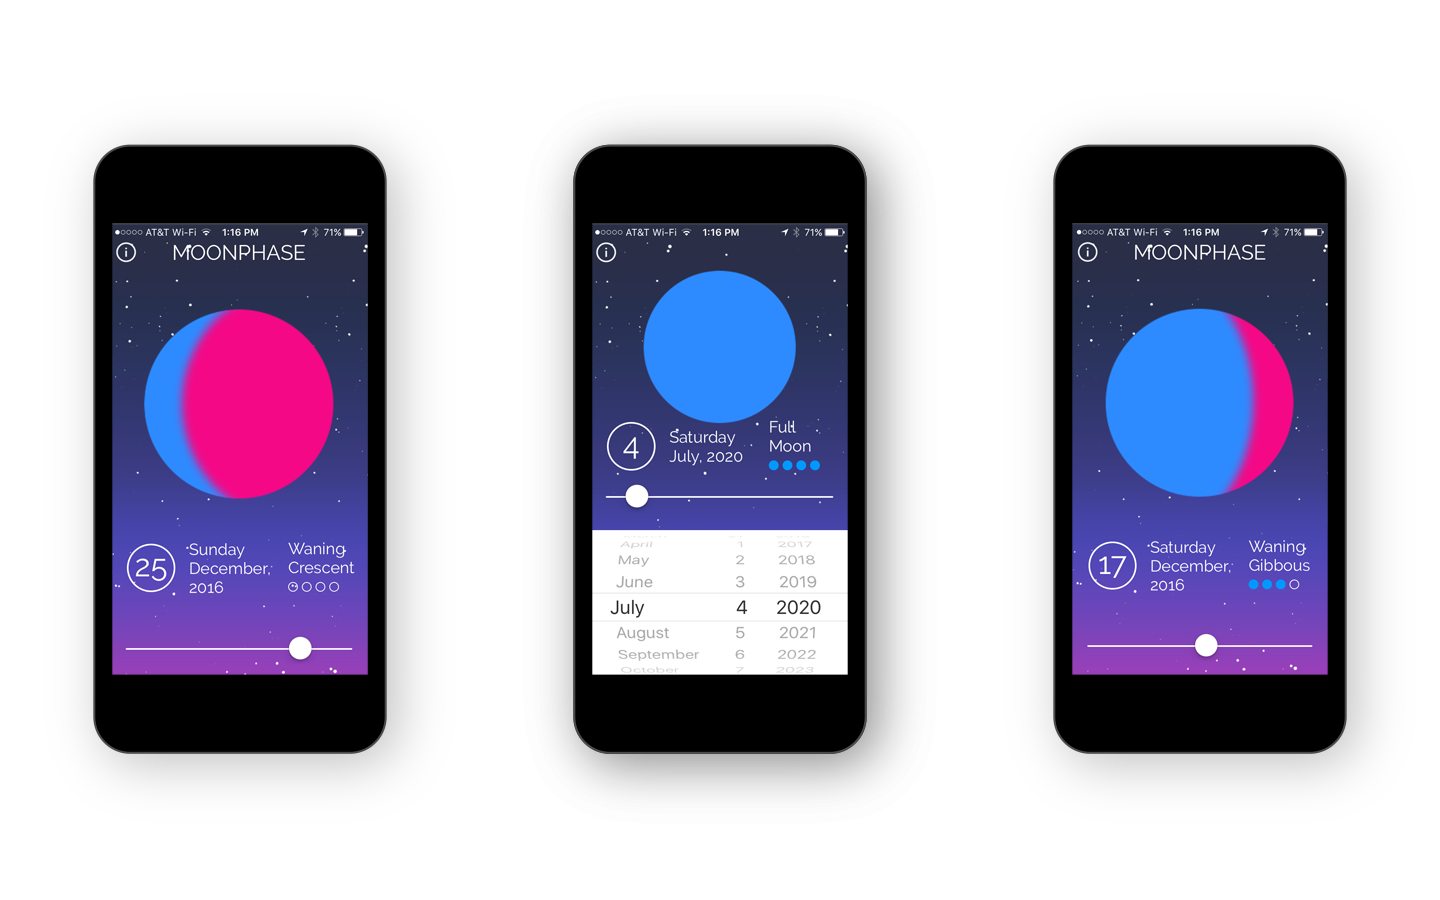 AT&T Wi-Fi 1:16 PM 71%
i MOONPHASE
25
Sunday
December,
2016
Waning
Crescent
AT&T Wi-Fi 1:16 PM 71%
i
4
Saturday
July, 2020
Full
Moon
April 1 2017
May 2 2018
June 3 2019
July 4 2020
August 5 2021
September 6 2022
October 7 2023
AT&T Wi-Fi 1:16 PM 71%
i MOONPHASE
17
Saturday
December,
2016
Waning
Gibbous